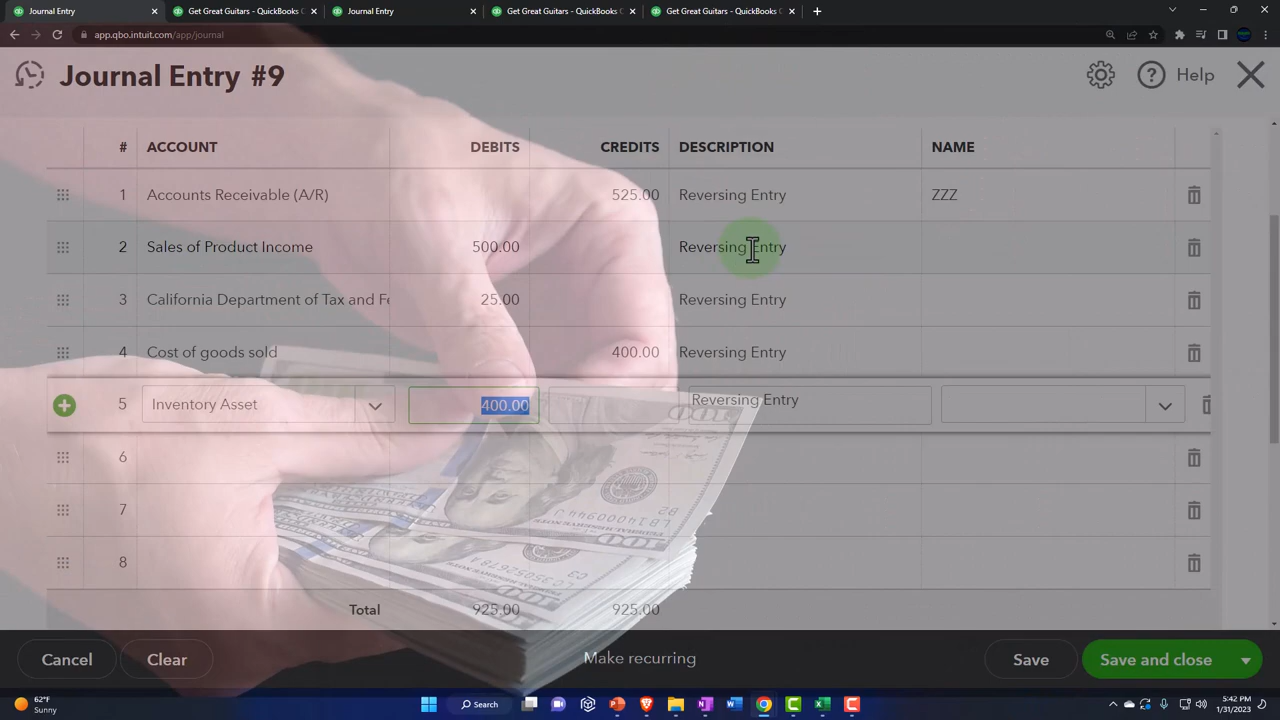 Journal Entry
Get Great Guitars - QuickBooks C
Journal Entry
Get Great Guitars - QuickBooks C
Get Great Guitars - QuickBooks C
app.qbo.intuit.com/app/journal
Journal Entry #9
Help
# ACCOUNT DEBITS CREDITS DESCRIPTION NAME
1 Accounts Receivable (A/R) 525.00 Reversing Entry ZZZ
2 Sales of Product Income 500.00 Reversing Entry
3 California Department of Tax and Fe 25.00 Reversing Entry
4 Cost of goods sold 400.00 Reversing Entry
5 Inventory Asset 400.00 Reversing Entry
6
7
8
Total 925.00 925.00
Cancel Clear Make recurring Save Save and close
62°F
Sunny
Search
5:42 PM
1/31/2023